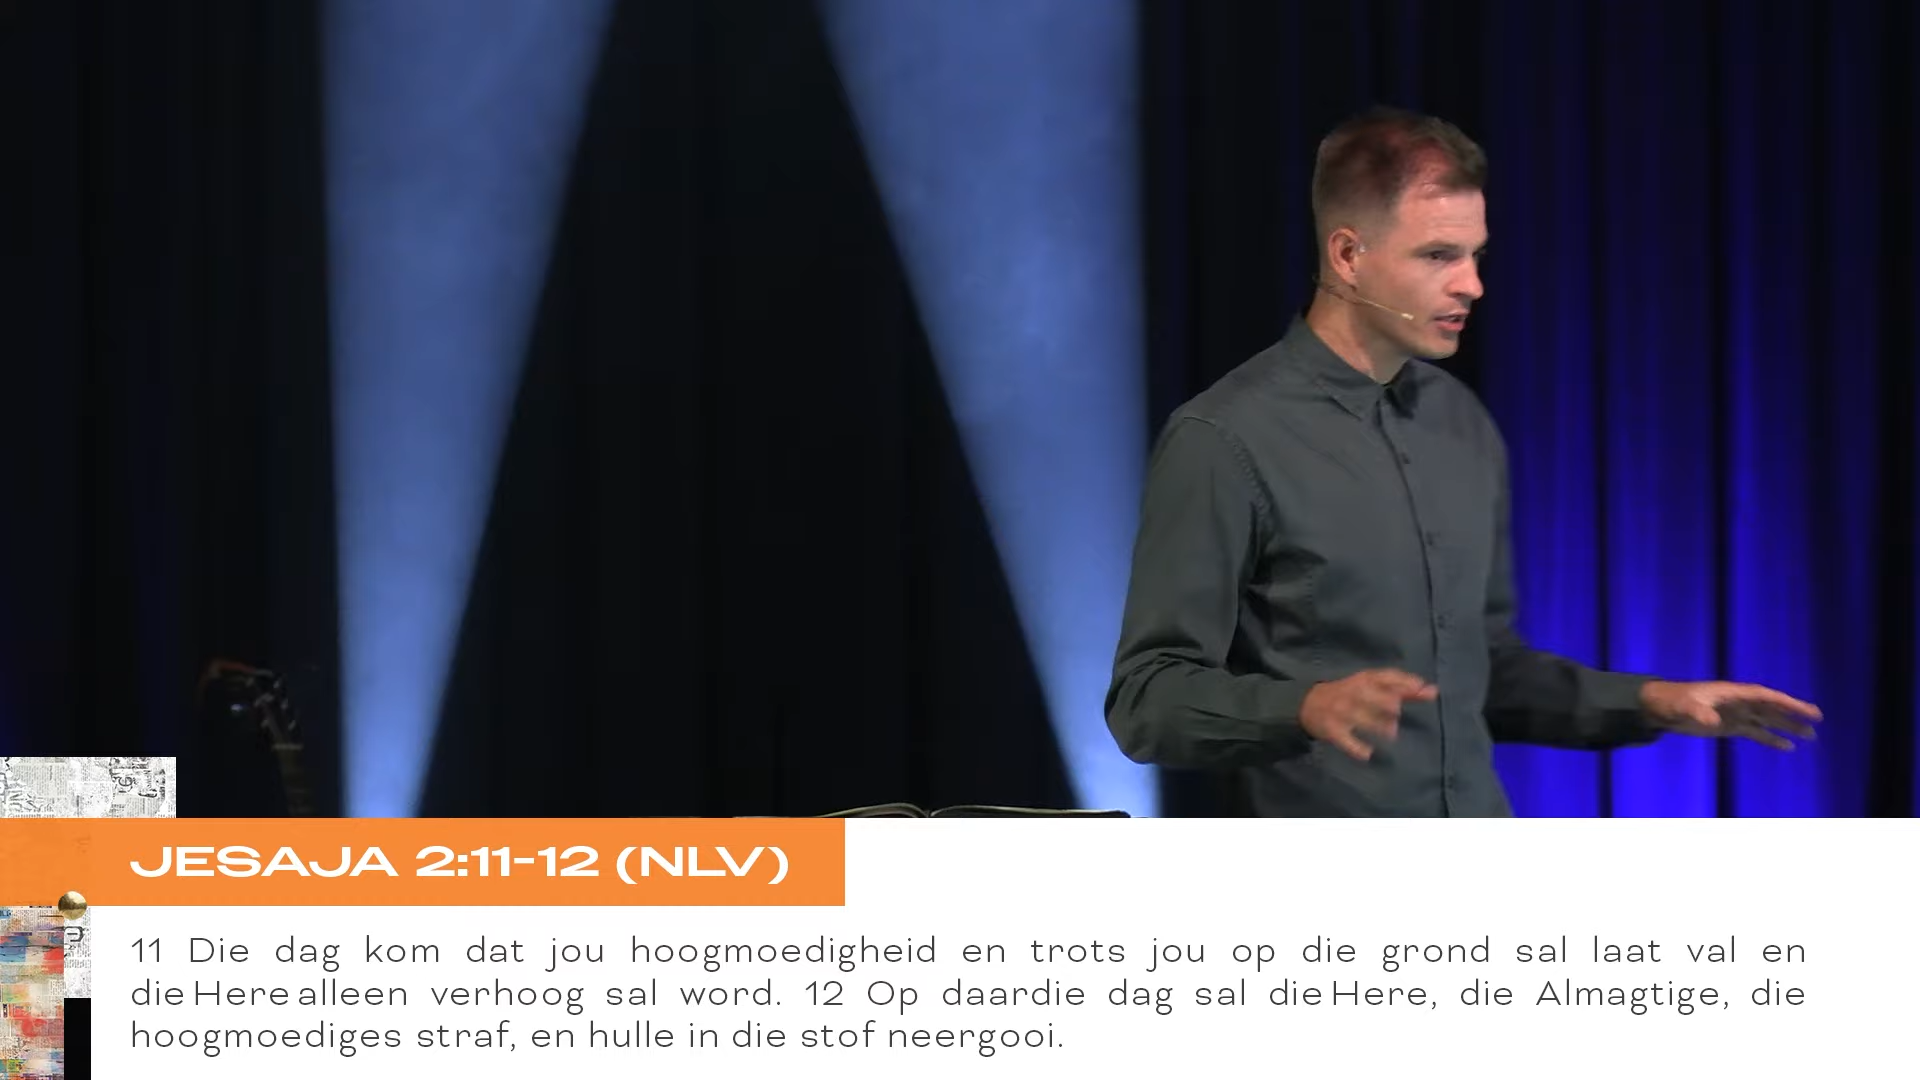 JESAJA 2:11-12 (NLV)
11 Die dag kom dat jou hoogmoedigheid en trots jou op die grond sal laat val en
die Here alleen verhoog sal word. 12 Op daardie dag sal die Here, die Almagtige, die
hoogmoediges straf, en hulle in die stof neergooi.